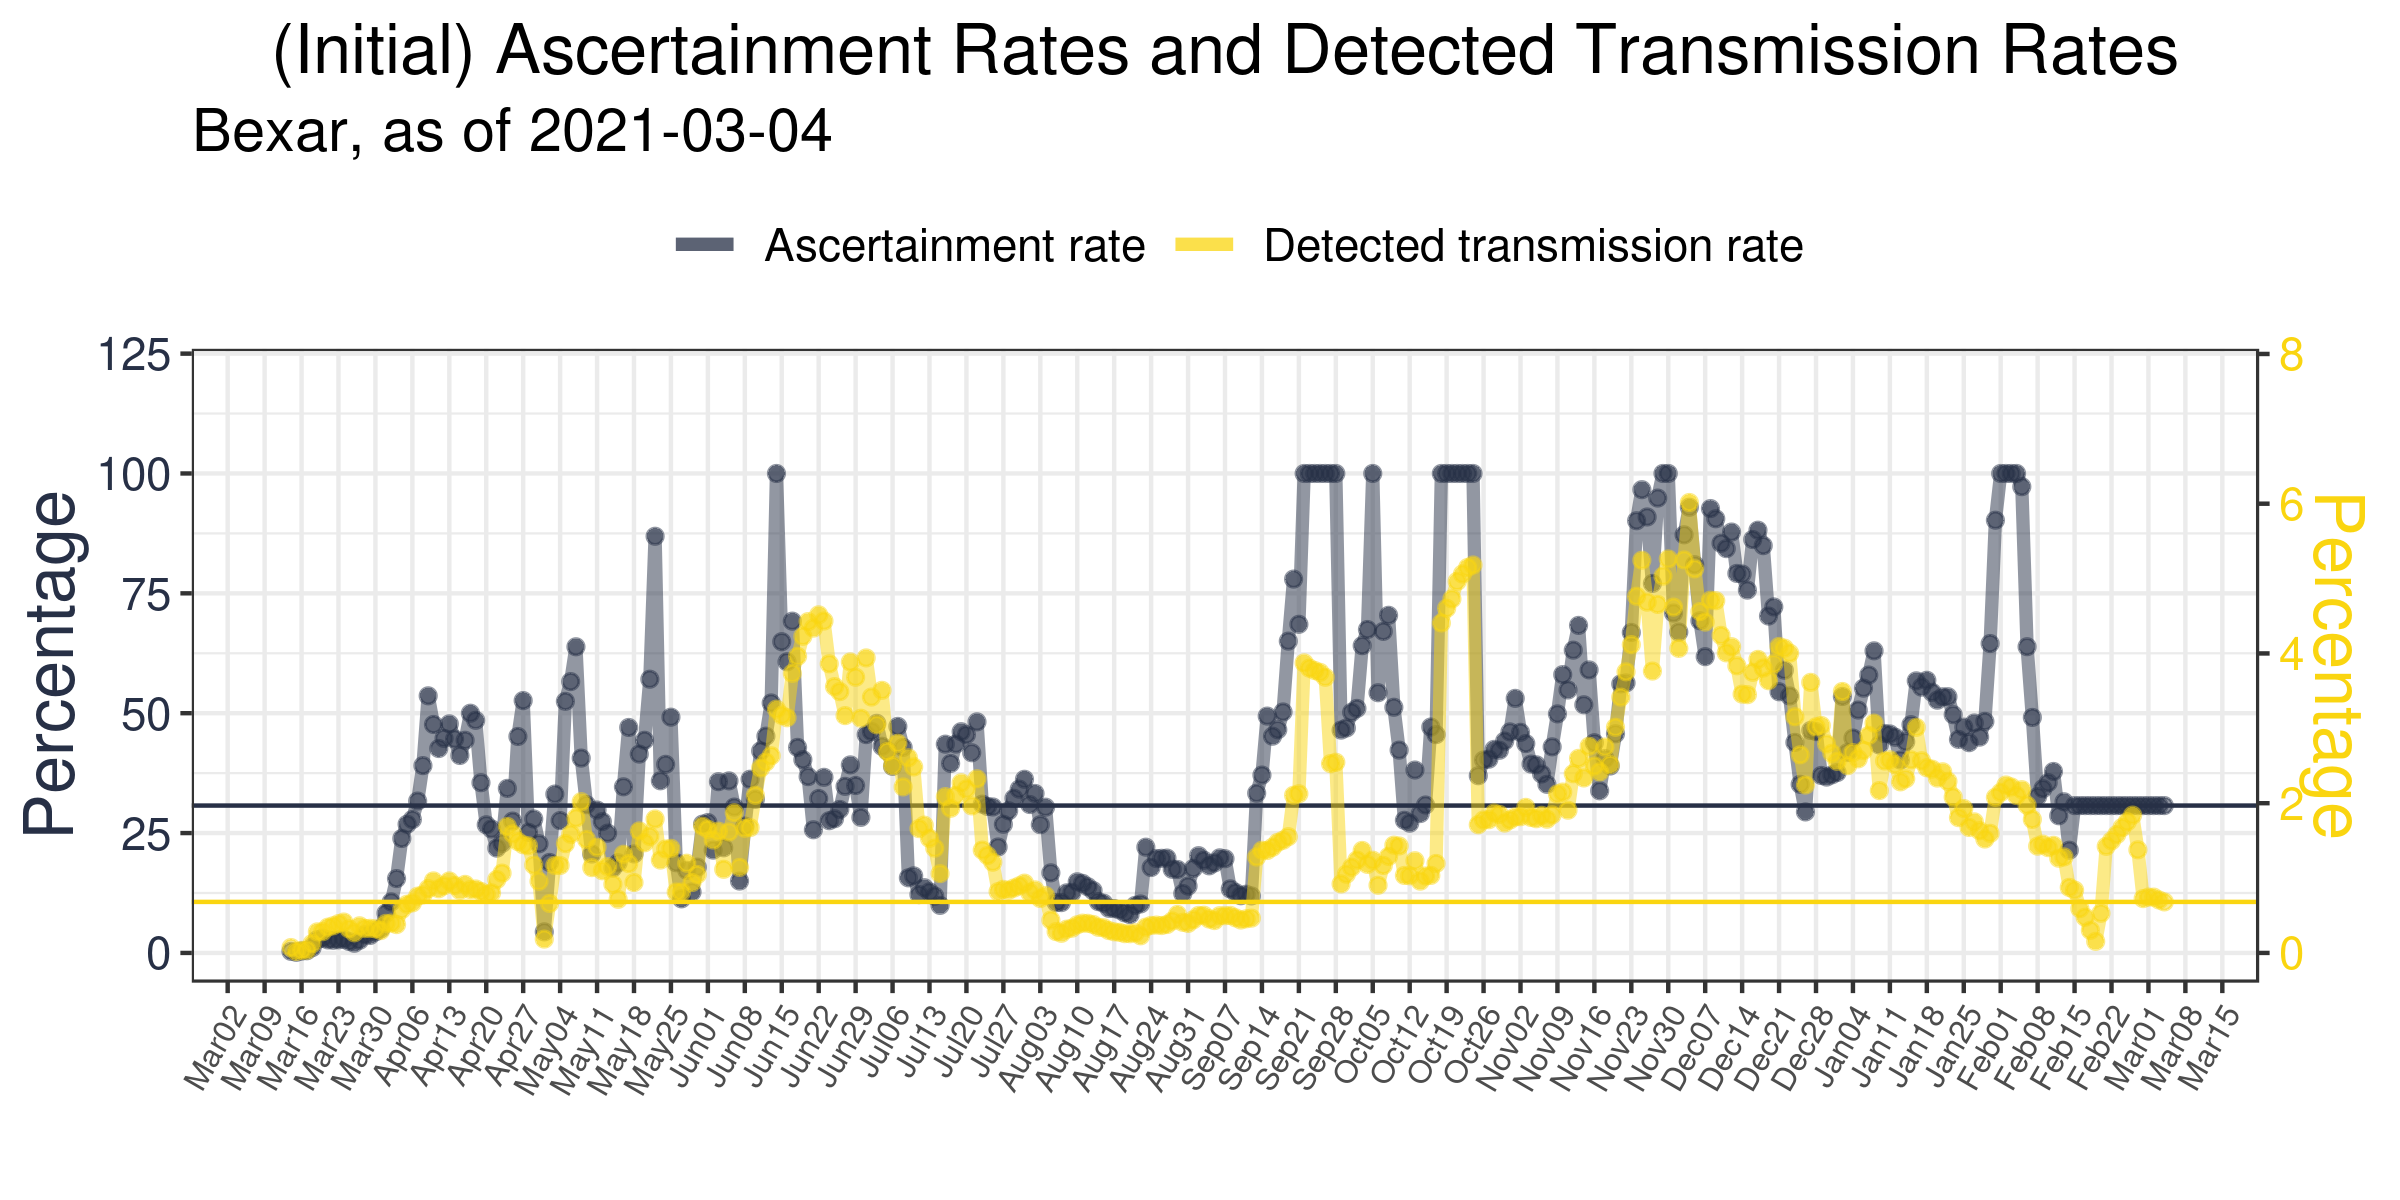 (Initial) Ascertainment Rates and Detected Transmission Rates
Bexar, as of 2021-03-04
Ascertainment rate
Detected transmission rate
Percentage
125
100
75
50
25
0
8
6
4
2
0
Percentage
Mar02
Mar09
Mar16
Mar23
Mar30
Apr06
Apr13
Apr20
Apr27
May04
May11
May18
May25
Jun01
Jun08
Jun15
Jun22
Jun29
Jul06
Jul13
Jul20
Jul27
Aug03
Aug10
Aug17
Aug24
Aug31
Sep07
Sep14
Sep21
Sep28
Oct05
Oct12
Oct19
Oct26
Nov02
Nov09
Nov16
Nov23
Nov30
Dec07
Dec14
Dec21
Dec28
Jan04
Jan11
Jan18
Jan25
Feb01
Feb08
Feb15
Feb22
Mar01
Mar08
Mar15